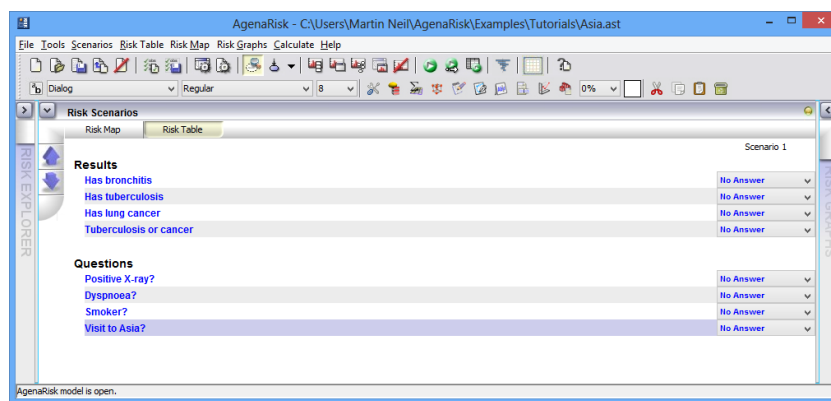 AgenaRisk - C:\Users\Martin Neil\AgenaRisk\Examples\Tutorials\Asia.ast
File Tools Scenarios Risk Table Risk Map Risk Graphs Calculate Help
Dialog Regular 8 0%
Risk Scenarios
Risk Map Risk Table
Scenario 1
Results
Has bronchitis No Answer
Has tuberculosis No Answer
Has lung cancer No Answer
Tuberculosis or cancer No Answer
Questions
Positive X-ray? No Answer
Dyspnoea? No Answer
Smoker? No Answer
Visit to Asia? No Answer
RISK EXPLORER
RISK GRAPHS
AgenaRisk model is open.